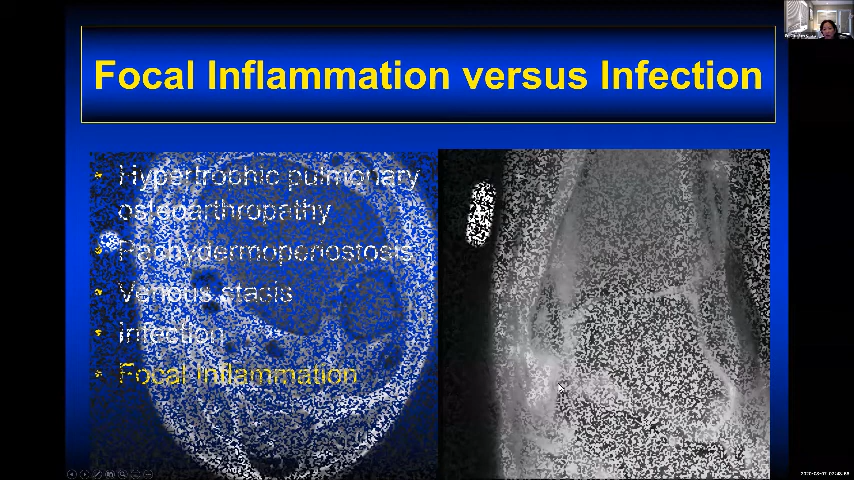 Focal Inflammation versus Infection
Hypertrophic pulmonary
osteoarthropathy
Pachydermoperiostosis
Venous stasis
Infection
Focal Inflammation